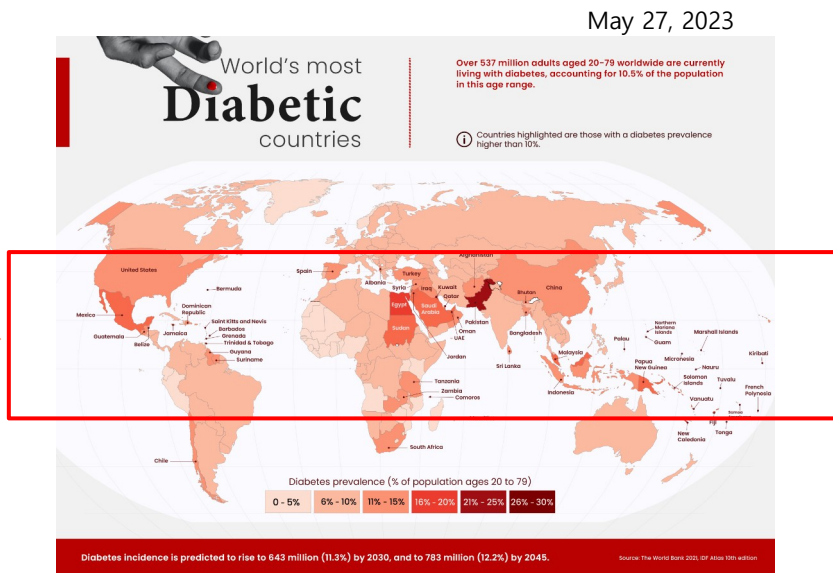 May 27, 2023
World's most
Diabetic
countries
Over 537 million adults aged 20-79 worldwide are currently
living with diabetes, accounting for 10.5% of the population
in this age range.
Countries highlighted are those with a diabetes prevalence
higher than 10%.
United States
Bermuda
Mexico
Dominican
Republic
Saint Kitts and Nevis
Barbados
Grenada
Trinidad & Tobago
Jamaica
Guatemala
Belize
Guyana
Suriname
Chile
Spain
Albania
Turkey
Syria
Iraq
Kuwait
Qatar
Afghanistan
Egypt
Saudi
Arabia
Sudan
Oman
UAE
Jordan
Pakistan
Bhutan
China
Bangladesh
Sri Lanka
Malaysia
Indonesia
Tanzania
Zambia
Comoros
South Africa
Palau
Northern
Mariana
Islands
Guam
Marshall Islands
Micronesia
Kiribati
Papua
New Guinea
Nauru
Solomon
Islands
Tuvalu
French
Polynesia
Vanuatu
Samoa
Fiji
New
Caledonia
Tonga
Diabetes prevalence (% of population ages 20 to 79)
0 - 5%
6% - 10%
11% - 15%
16% - 20%
21% - 25%
26% - 30%
Diabetes incidence is predicted to rise to 643 million (11.3%) by 2030, and to 783 million (12.2%) by 2045.
Source: The World Bank 2021, IDF Atlas 10th edition